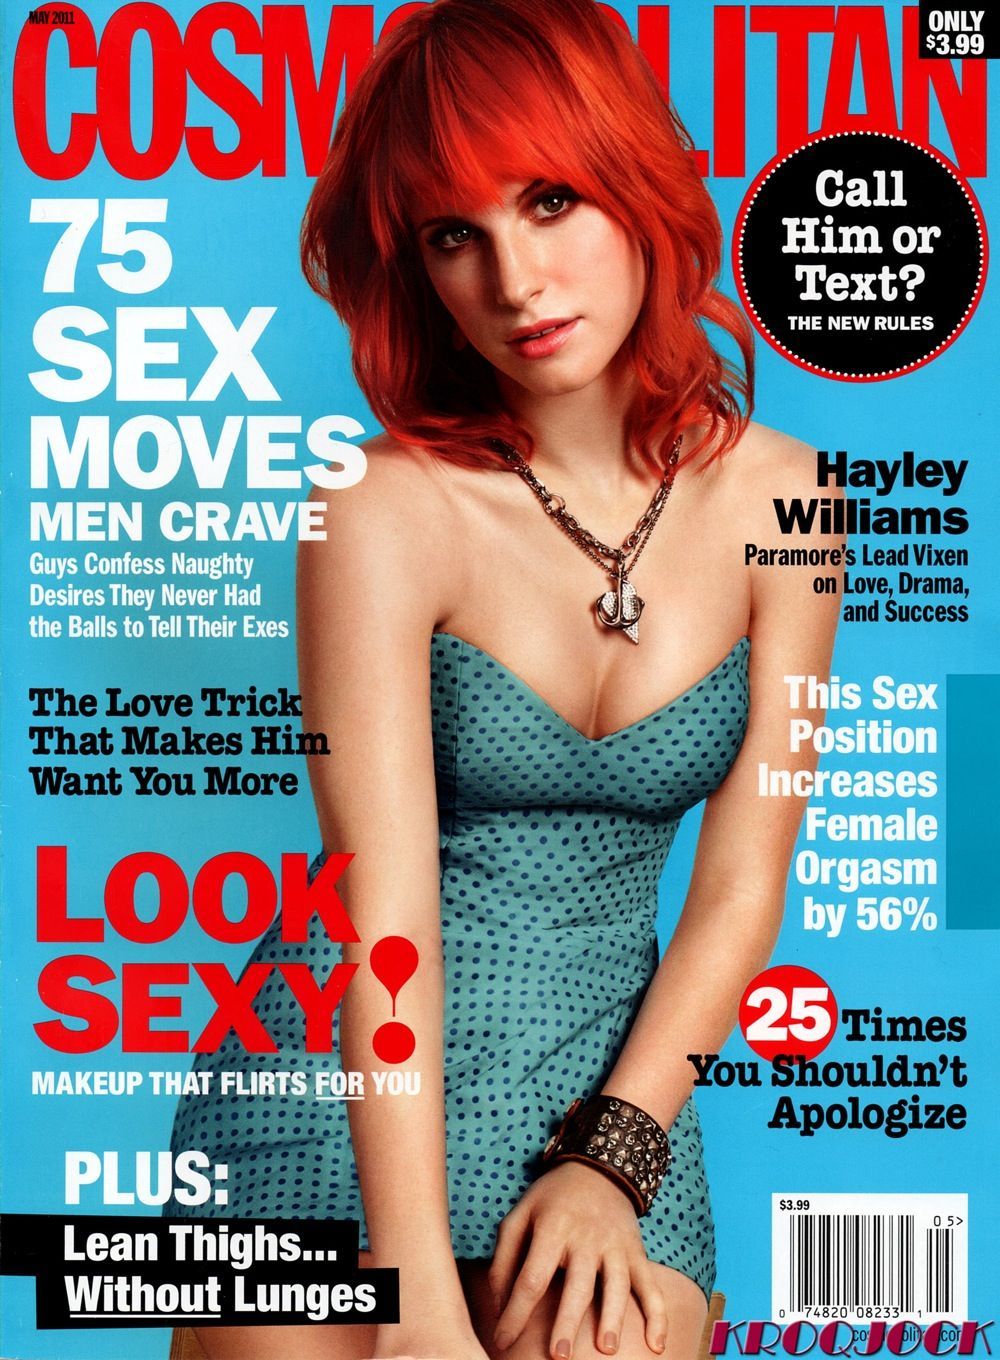 MAY 2011
COSMOPOLITAN
ONLY
$3.99
75
SEX
MOVES
MEN CRAVE
Guys Confess Naughty
Desires They Never Had
the Balls to Tell Their Exes
Call
Him or
Text?
THE NEW RULES
Hayley
Williams
Paramore's Lead Vixen
on Love, Drama,
and Success
The Love Trick
That Makes Him
Want You More
This Sex
Position
Increases
Female
Orgasm
by 56%
LOOK
SEXY!
MAKEUP THAT FLIRTS FOR YOU
25 Times
You Shouldn't
Apologize
PLUS:
Lean Thighs...
Without Lunges
$3.99
05>
0 74820 08233 1
KROQJOCK